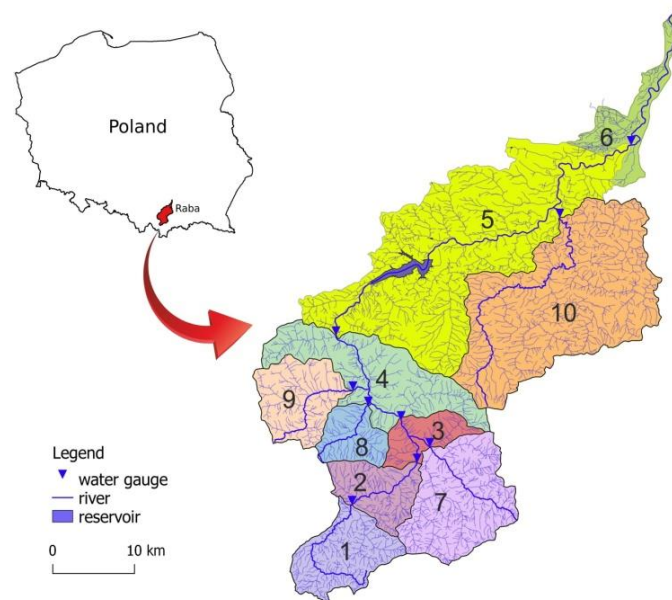 Poland
Raba
6
5
10
4
9
3
8
2
7
1
Legend
water gauge
river
reservoir
0 10 km